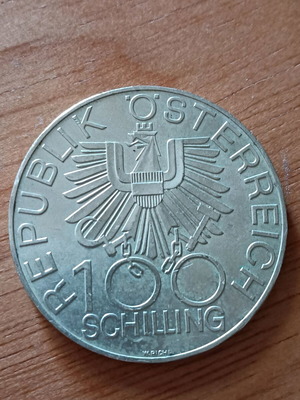 REPUBLIK ÖSTERREICH
100
SCHILLING